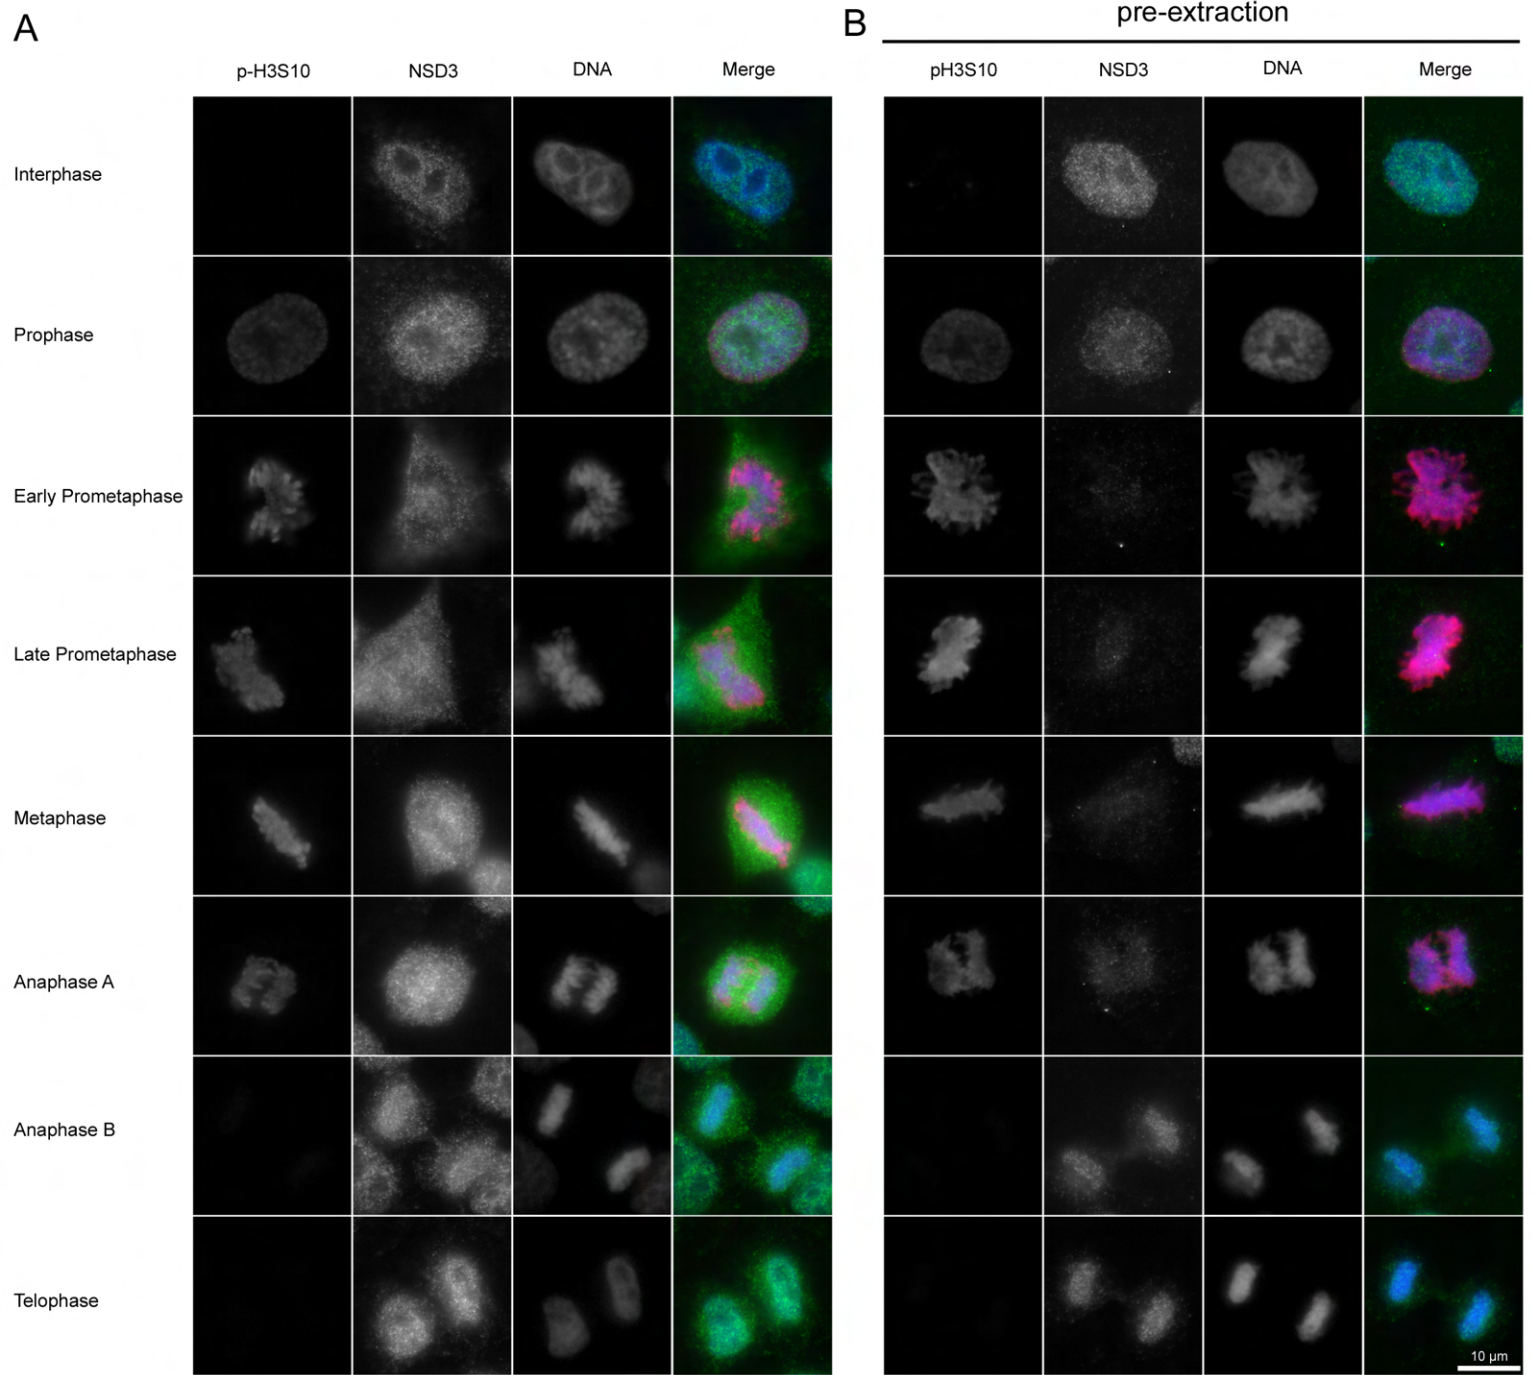 A
B
pre-extraction
p-H3S10 NSD3 DNA Merge
pH3S10 NSD3 DNA Merge
Interphase
Prophase
Early Prometaphase
Late Prometaphase
Metaphase
Anaphase A
Anaphase B
Telophase
10 µm